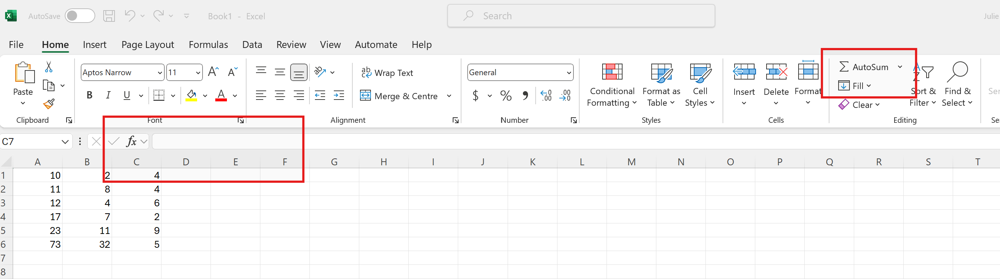 AutoSave Book1 - Excel Search Julie
File Home Insert Page Layout Formulas Data Review View Automate Help
Paste
Clipboard
Aptos Narrow 11
B I U A
Font
ab Wrap Text
Merge & Centre
Alignment
General
$ % , .00 .00
Number
Conditional Formatting
Format as Table
Cell Styles
Styles
Insert Delete Format
Cells
AutoSum
Fill
Clear
Sort & Filter
Find & Select
Editing
C7 fx
A B C D E F G H I J K L M N O P Q R S T
1 10 2 4
2 11 8 4
3 12 4 6
4 17 7 2
5 23 11 9
6 73 32 5
7
8